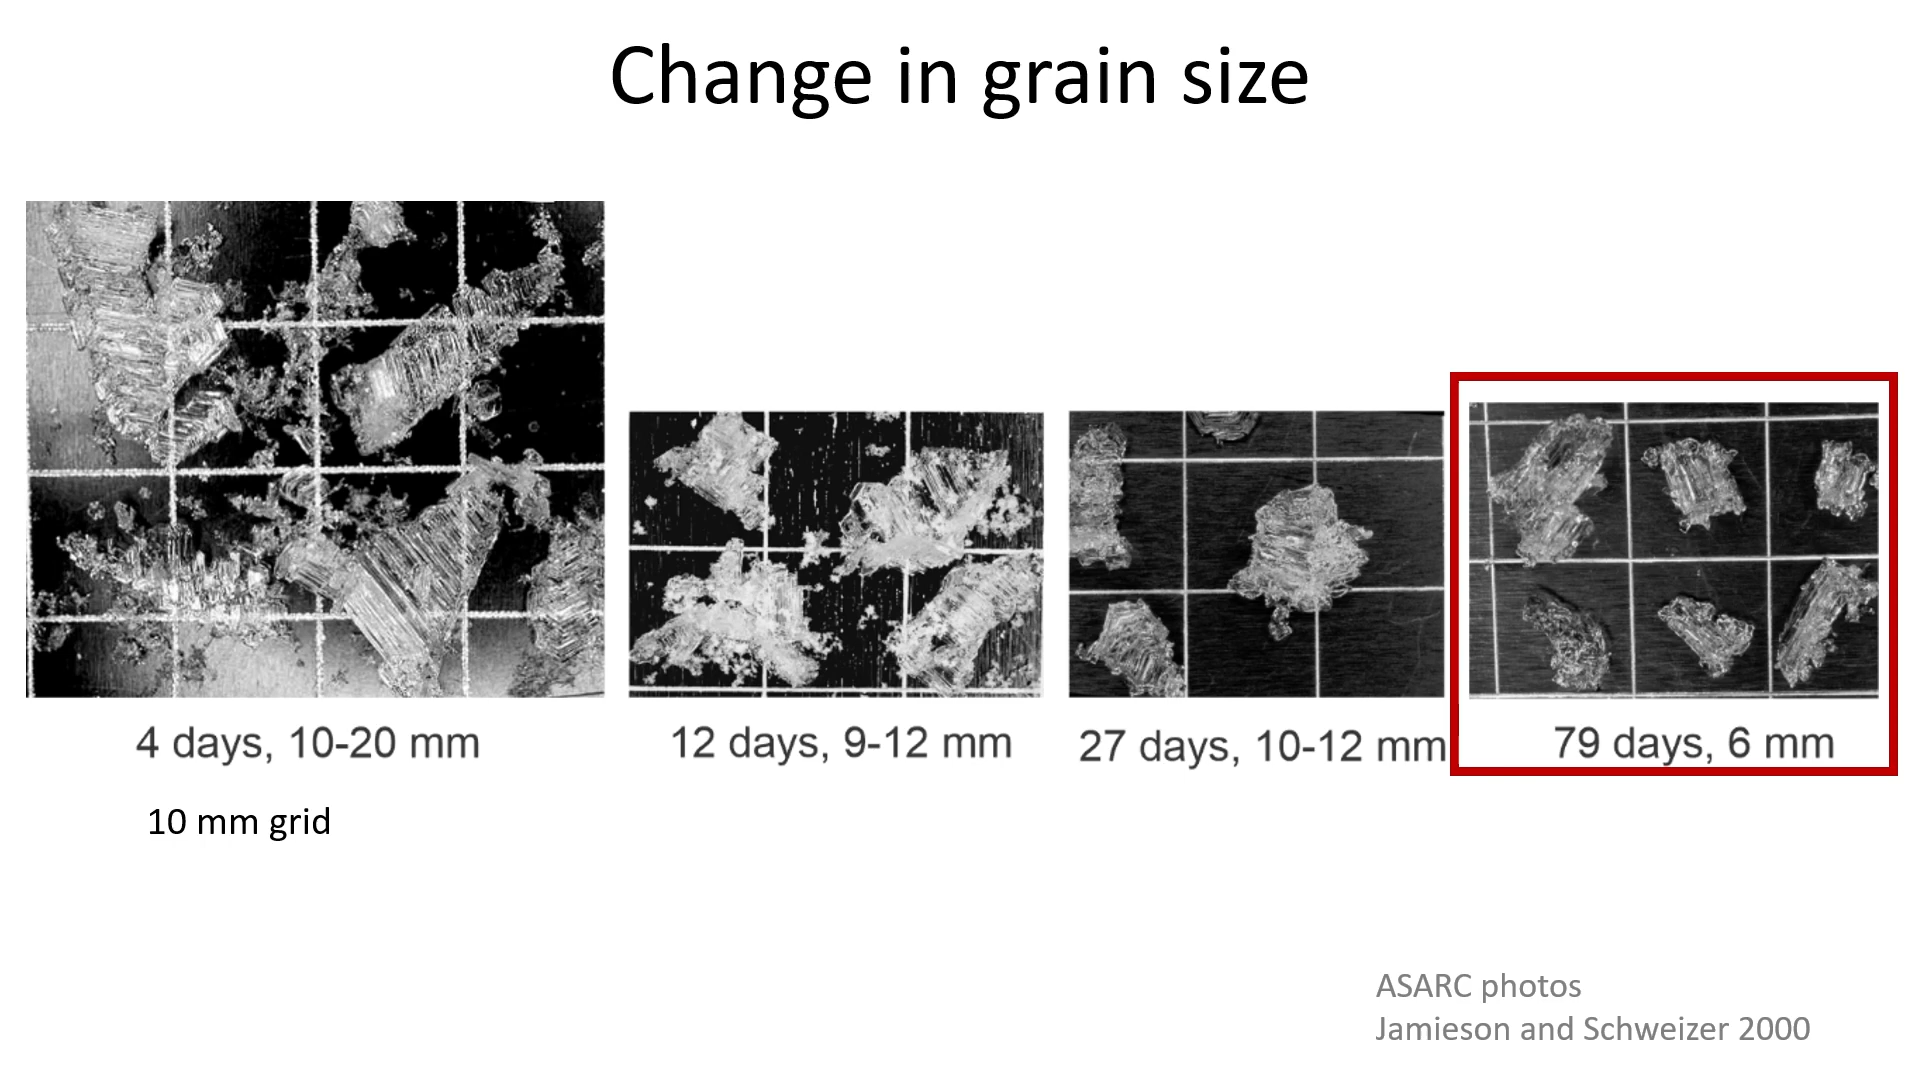 Change in grain size
4 days, 10-20 mm
12 days, 9-12 mm
27 days, 10-12 mm
79 days, 6 mm
10 mm grid
ASARC photos
Jamieson and Schweizer 2000